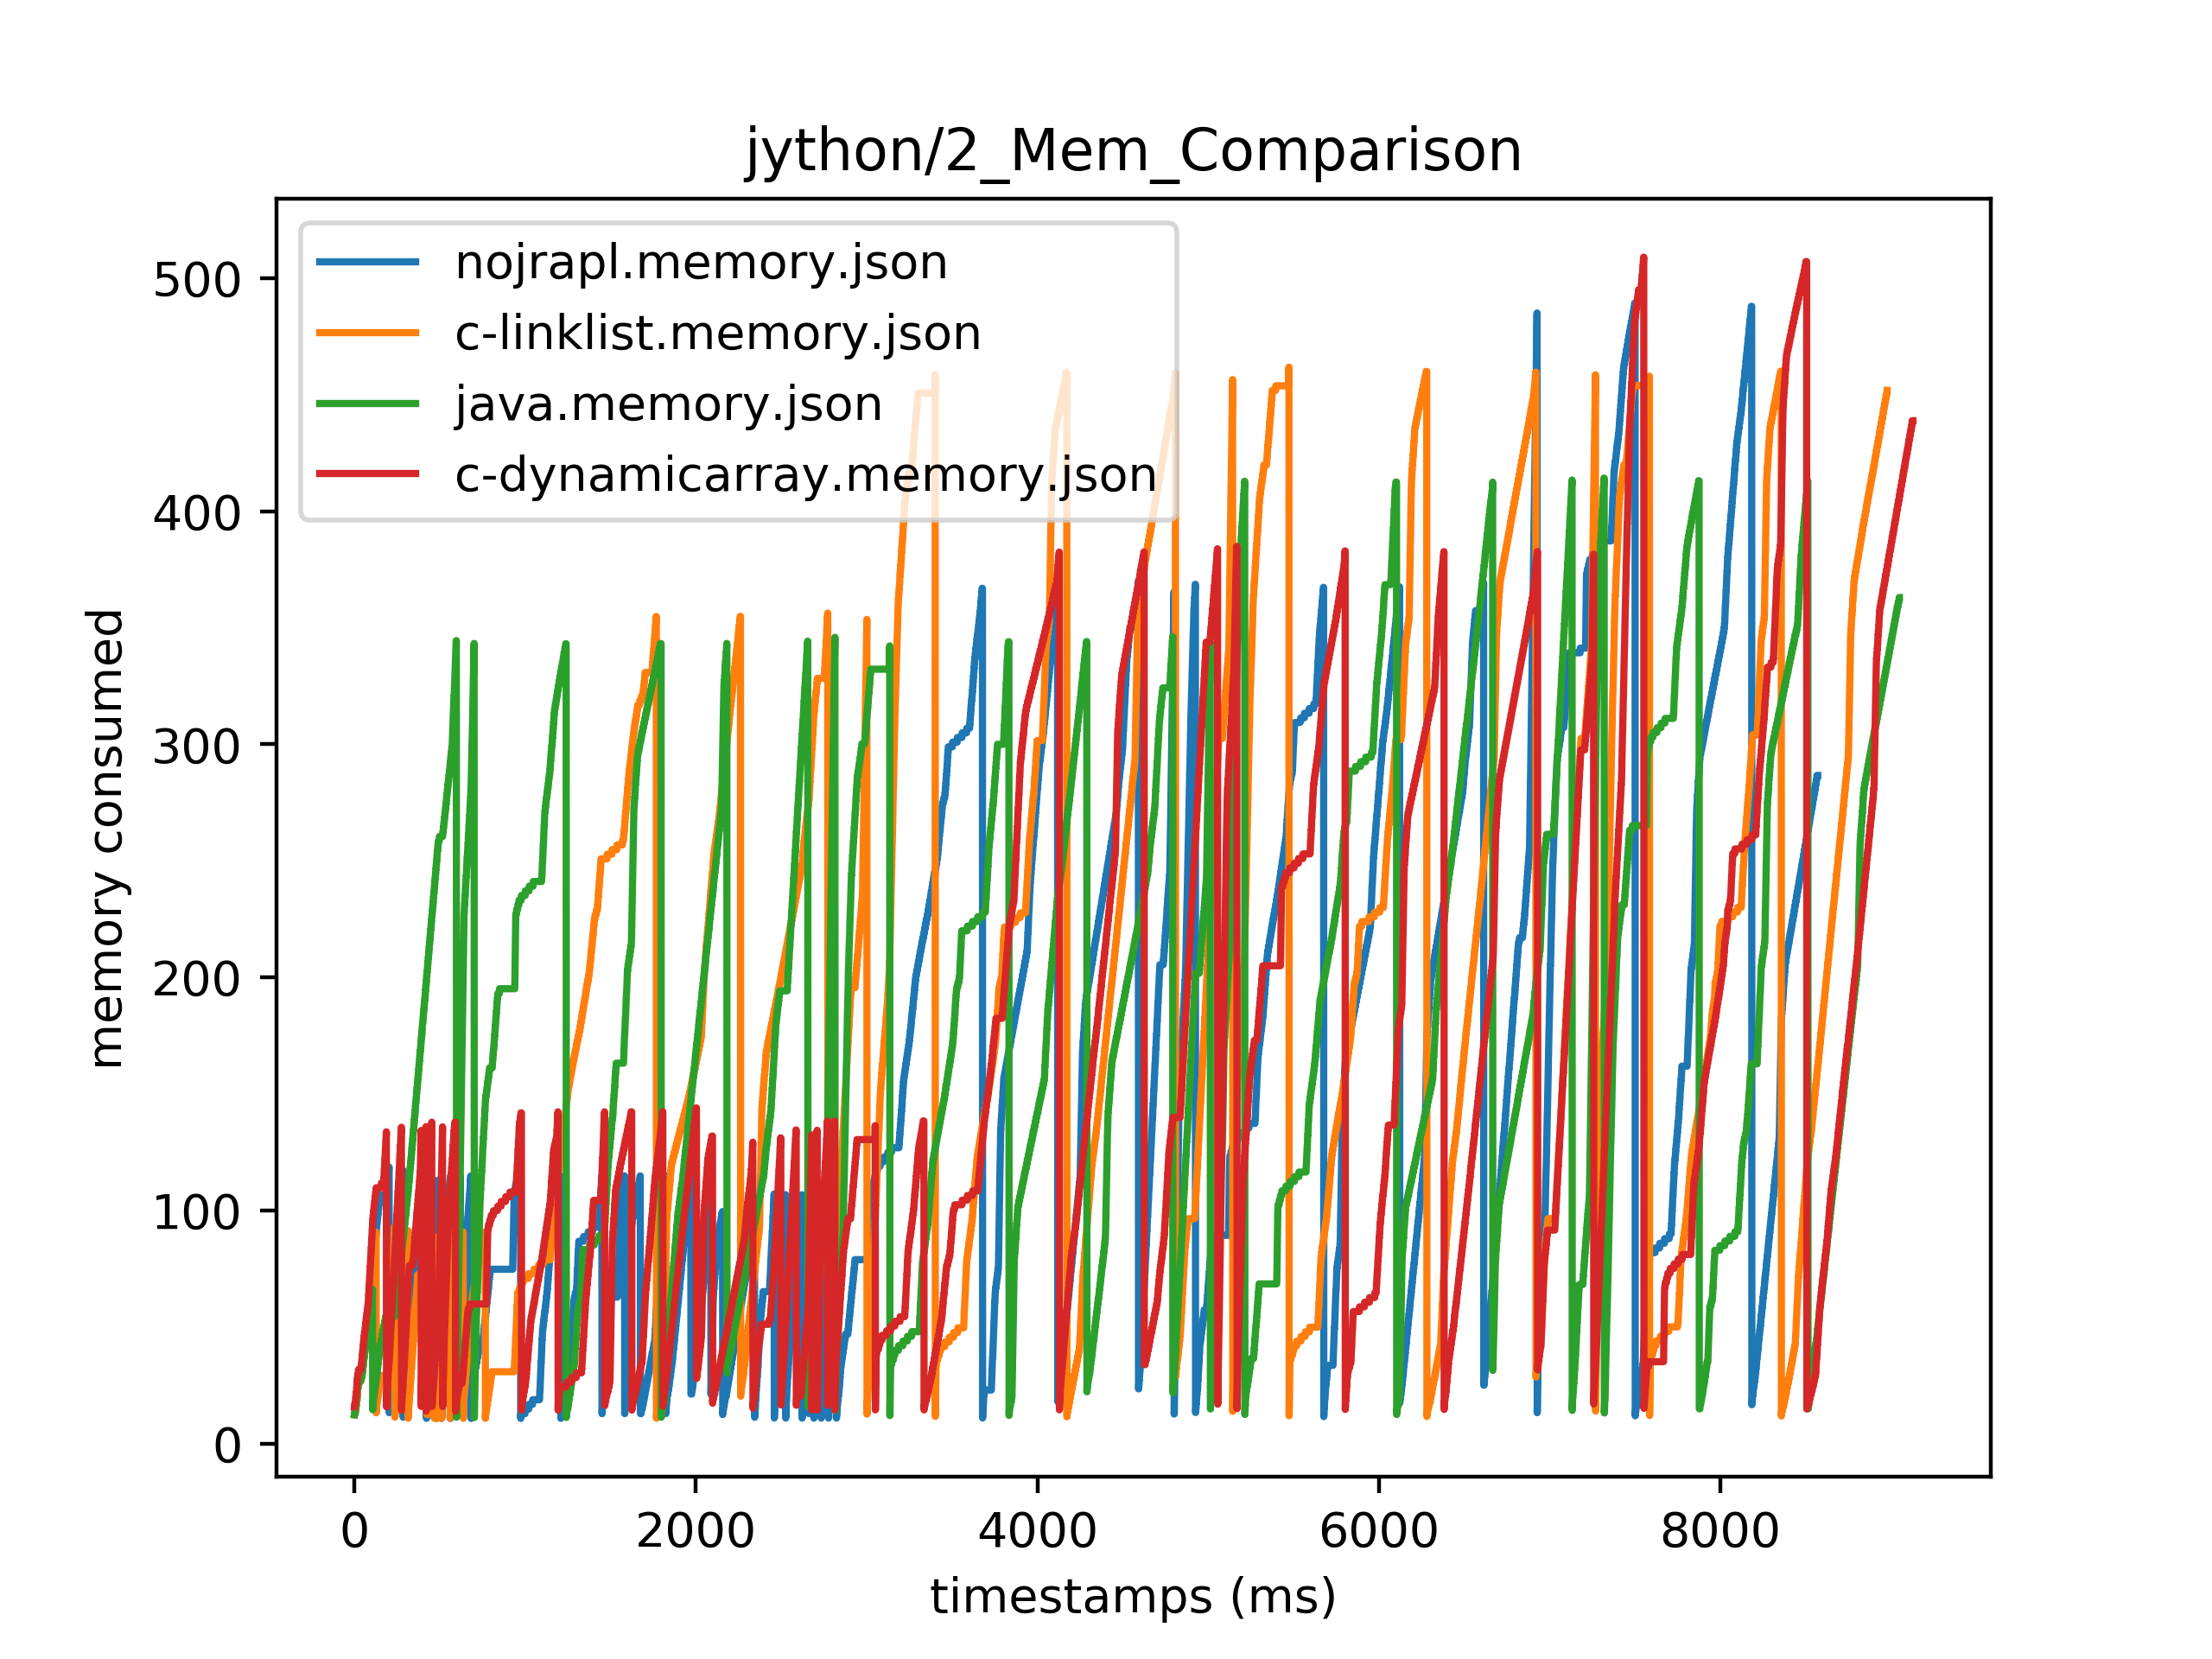 jython/2_Mem_Comparison
nojrapl.memory.json
c-linklist.memory.json
java.memory.json
c-dynamicarray.memory.json
memory consumed
500
400
300
200
100
0
0 2000 4000 6000 8000
timestamps (ms)